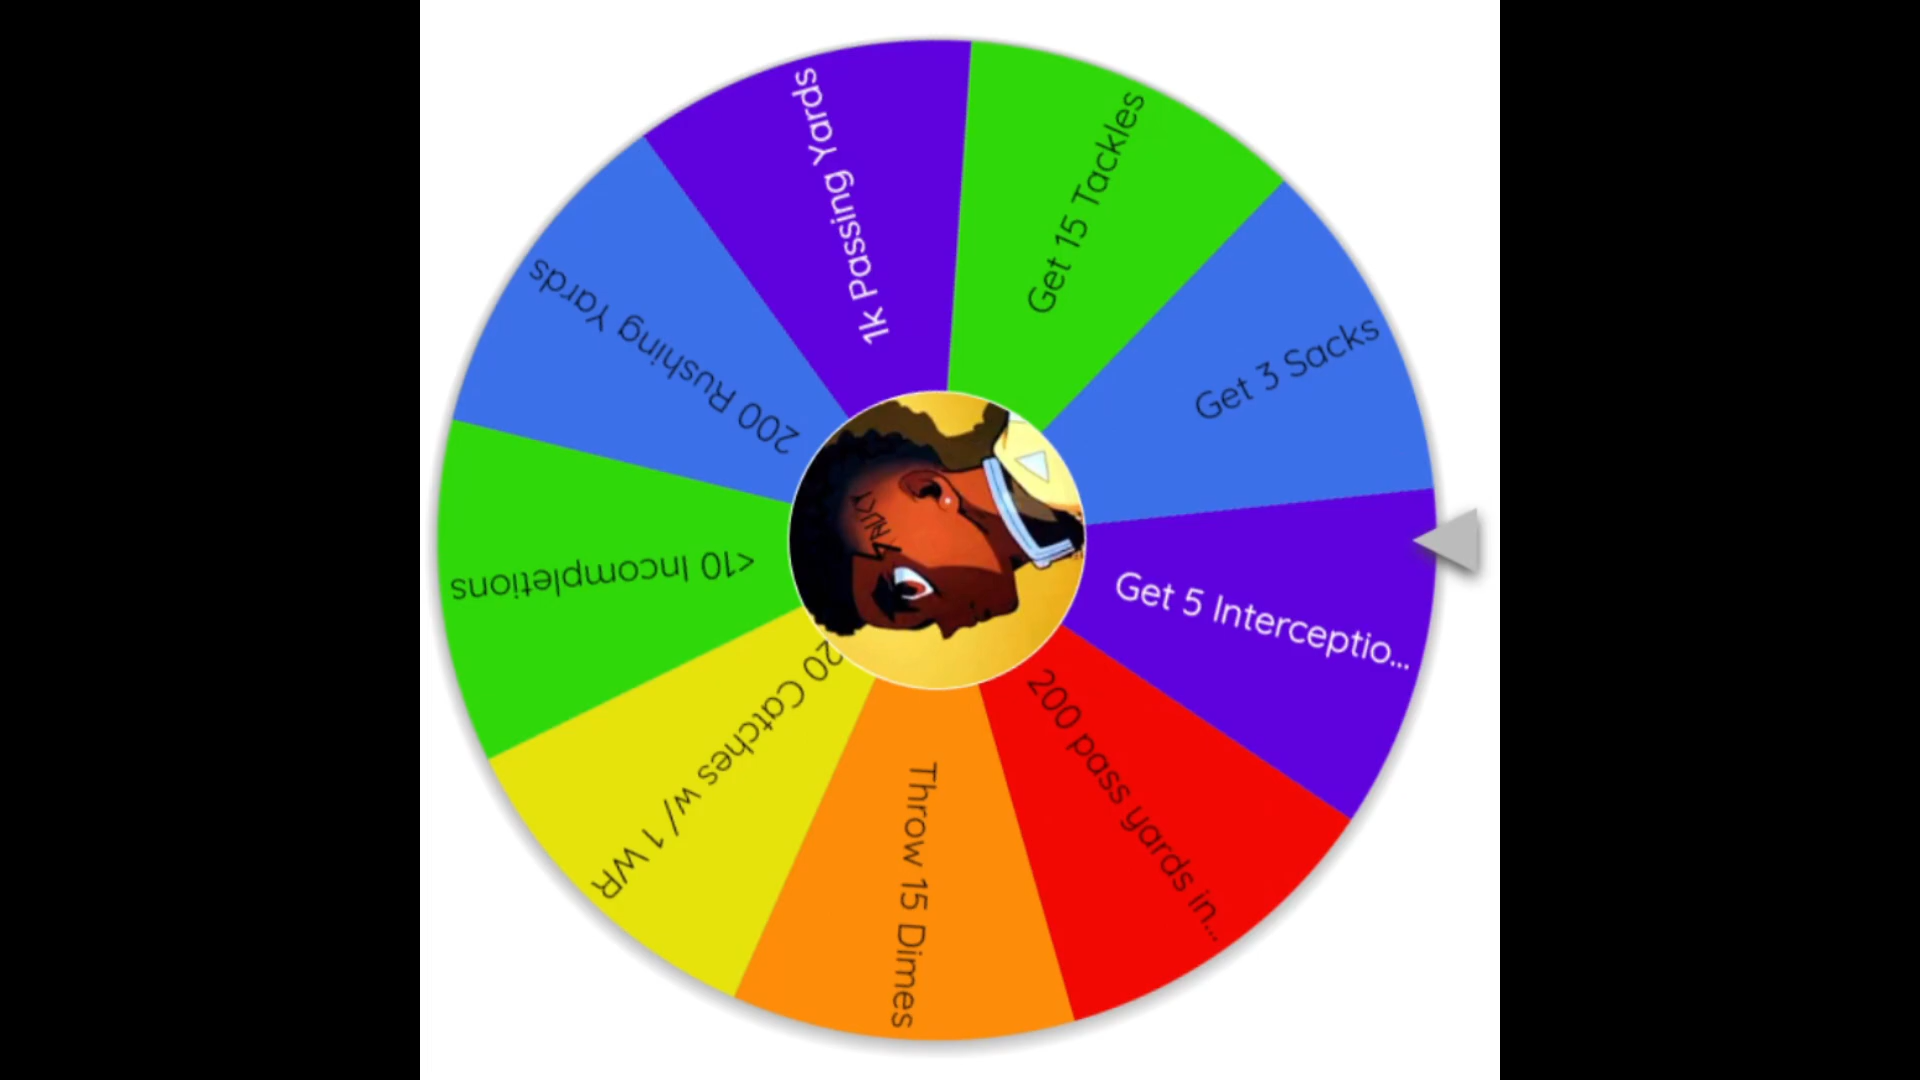 1k Passing Yards
Get 15 Tackles
Get 3 Sacks
Get 5 Interceptio...
200 pass yards in...
Throw 15 Dimes
20 Catches w/ 1 WR
<10 Incompletions
200 Rushing Yards